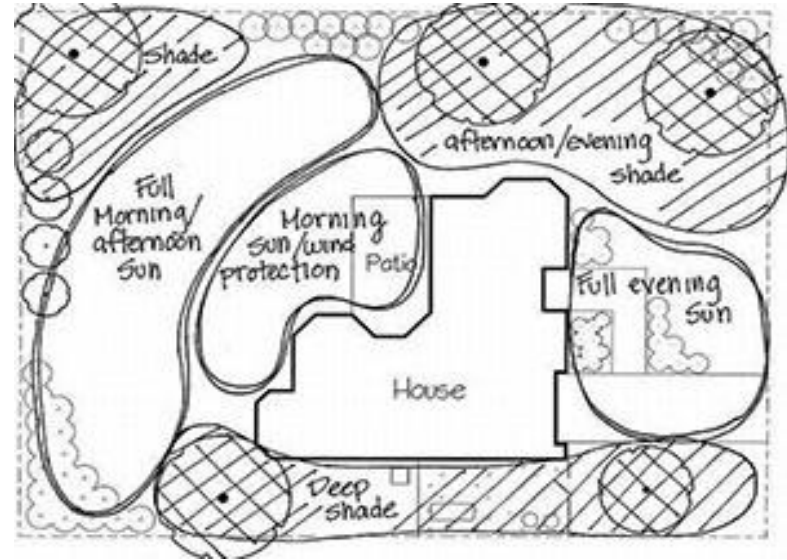 shade
afternoon/evening
shade
Full
Morning/
afternoon
Sun
Morning
Sun/wind
protection
Patio
Full evening
Sun
House
Deep
shade